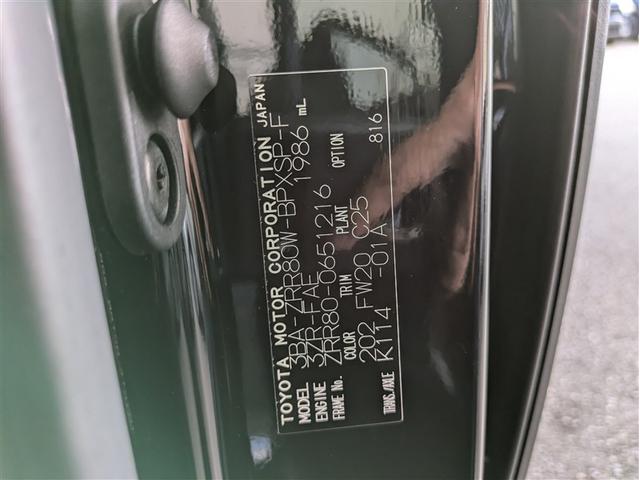 TOYOTA MOTOR CORPORATION JAPAN
MODEL 3BA-ZRR80W-BPXSP-F
ENGINE 3ZR-FAE 1986 mL
FRAME No. ZRR80-0651216
COLOR TRIM PLANT OPTION
202 FW20 C25 816
TRANS/AXLE K114 -01A